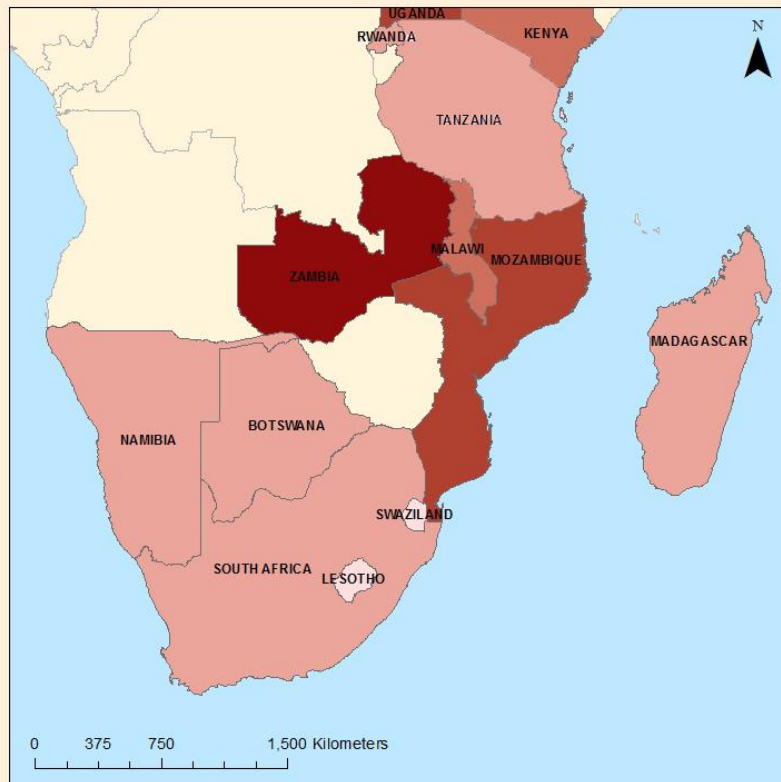 UGANDA
RWANDA
KENYA
N
TANZANIA
MALAWI
MOZAMBIQUE
ZAMBIA
MADAGASCAR
NAMIBIA
BOTSWANA
SWAZILAND
SOUTH AFRICA
LESOTHO
0 375 750 1,500 Kilometers